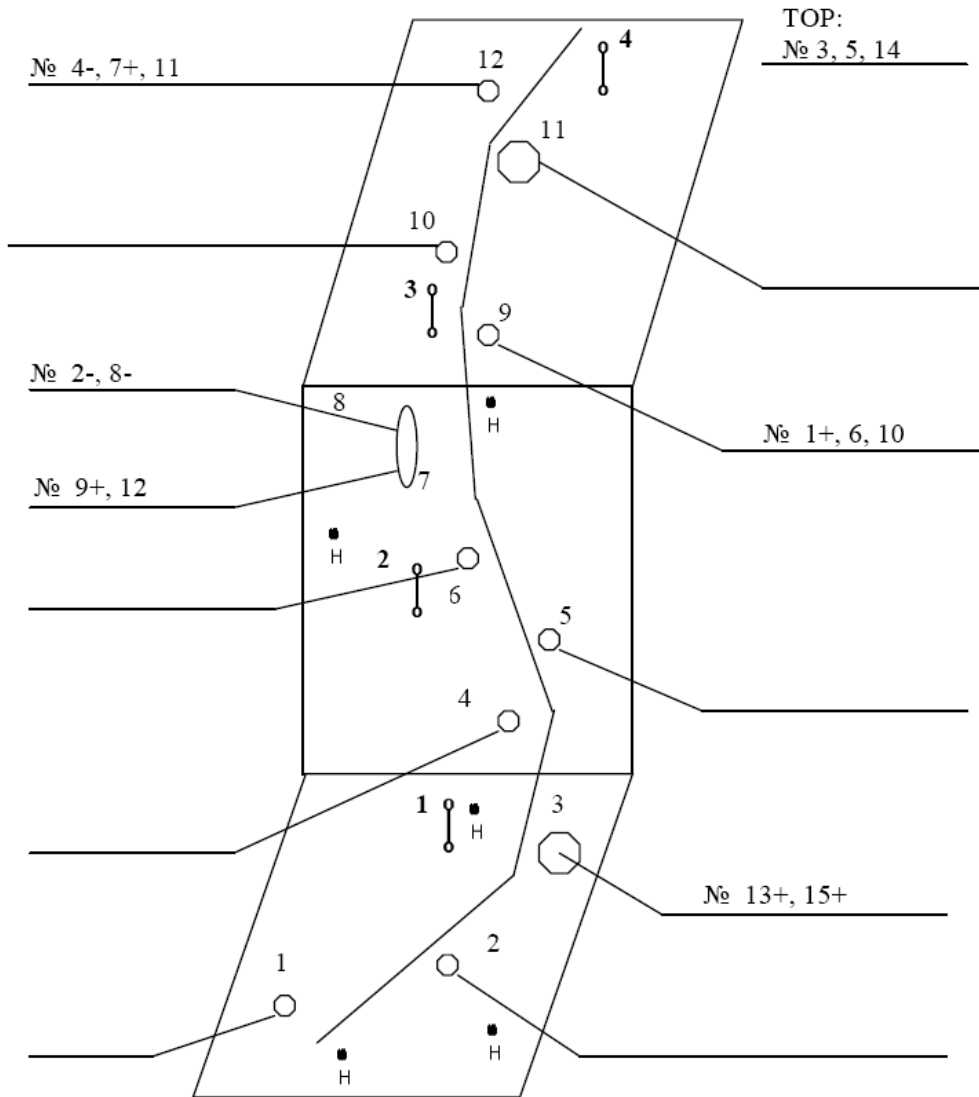 TOP:
№ 3, 5, 14
4
12
№ 4-, 7+, 11
11
10
3
9
№ 2-, 8-
8
H
№ 1+, 6, 10
7
№ 9+, 12
H
2
6
5
4
1
H
3
№ 13+, 15+
2
1
H
H